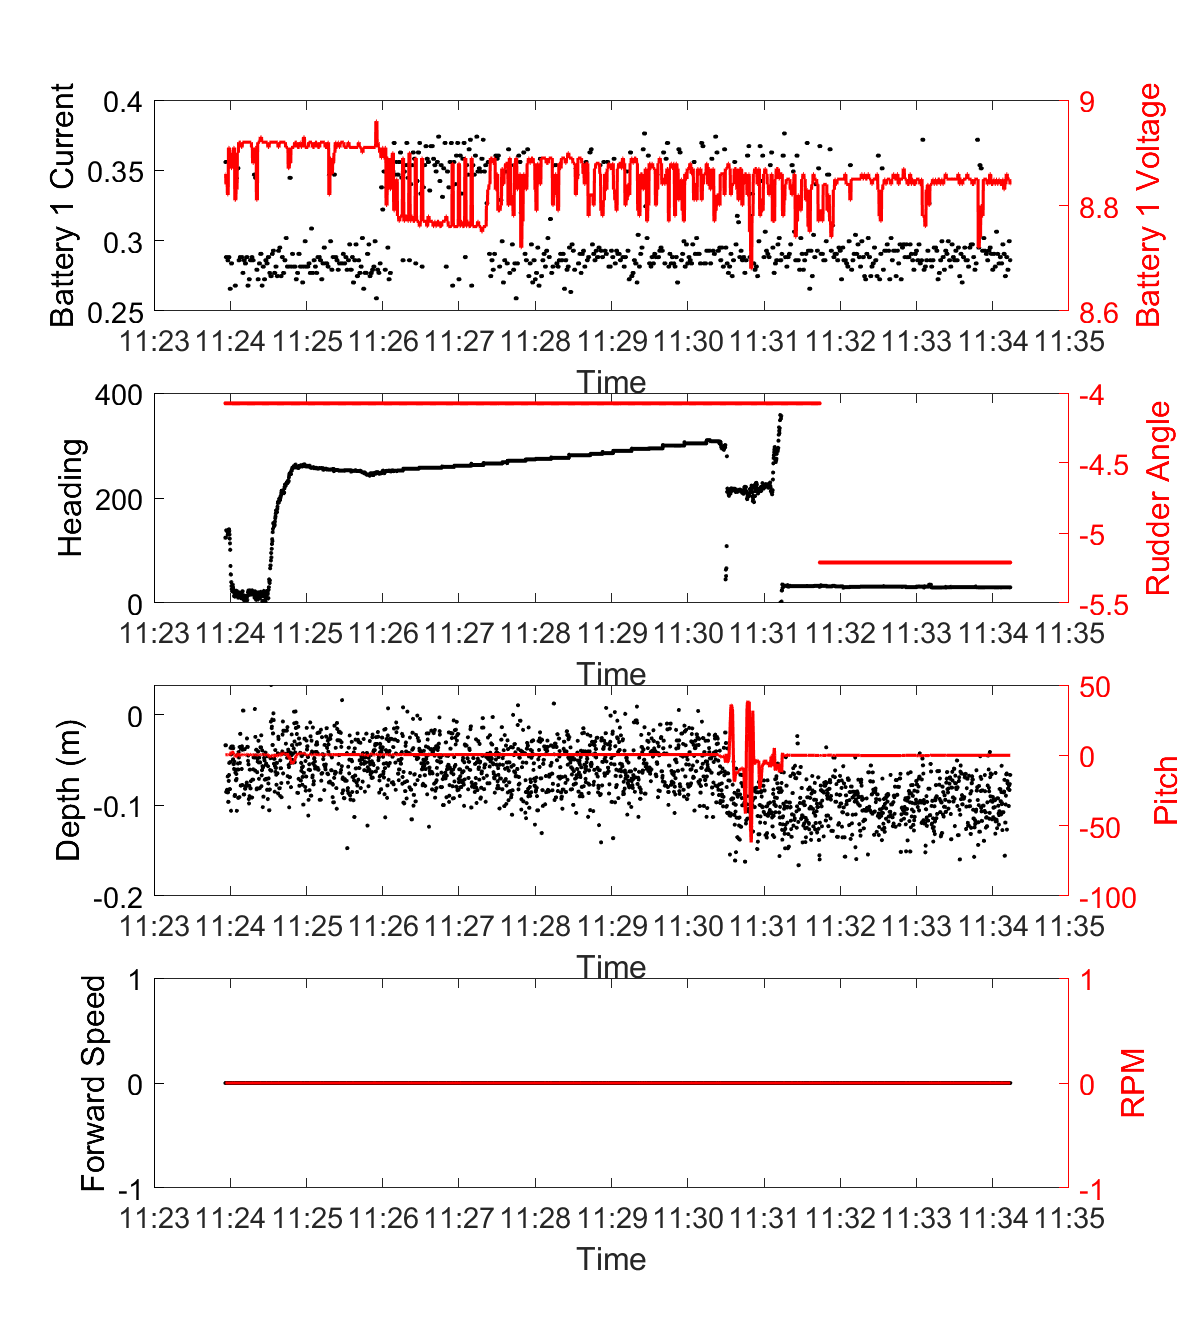 Battery 1 Current
0.4
0.35
0.3
0.25
9
8.8
8.6
Battery 1 Voltage
11:23 11:24 11:25 11:26 11:27 11:28 11:29 11:30 11:31 11:32 11:33 11:34 11:35
Time
Heading
400
200
0
-4
-4.5
-5
-5.5
Rudder Angle
11:23 11:24 11:25 11:26 11:27 11:28 11:29 11:30 11:31 11:32 11:33 11:34 11:35
Time
Depth (m)
0
-0.1
-0.2
50
0
-50
-100
Pitch
11:23 11:24 11:25 11:26 11:27 11:28 11:29 11:30 11:31 11:32 11:33 11:34 11:35
Time
Forward Speed
1
0
-1
1
0
-1
RPM
11:23 11:24 11:25 11:26 11:27 11:28 11:29 11:30 11:31 11:32 11:33 11:34 11:35
Time